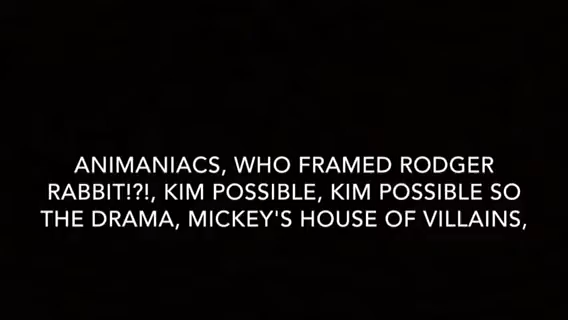 ANIMANIACS, WHO FRAMED RODGER
RABBIT!?!, KIM POSSIBLE, KIM POSSIBLE SO
THE DRAMA, MICKEY'S HOUSE OF VILLAINS,